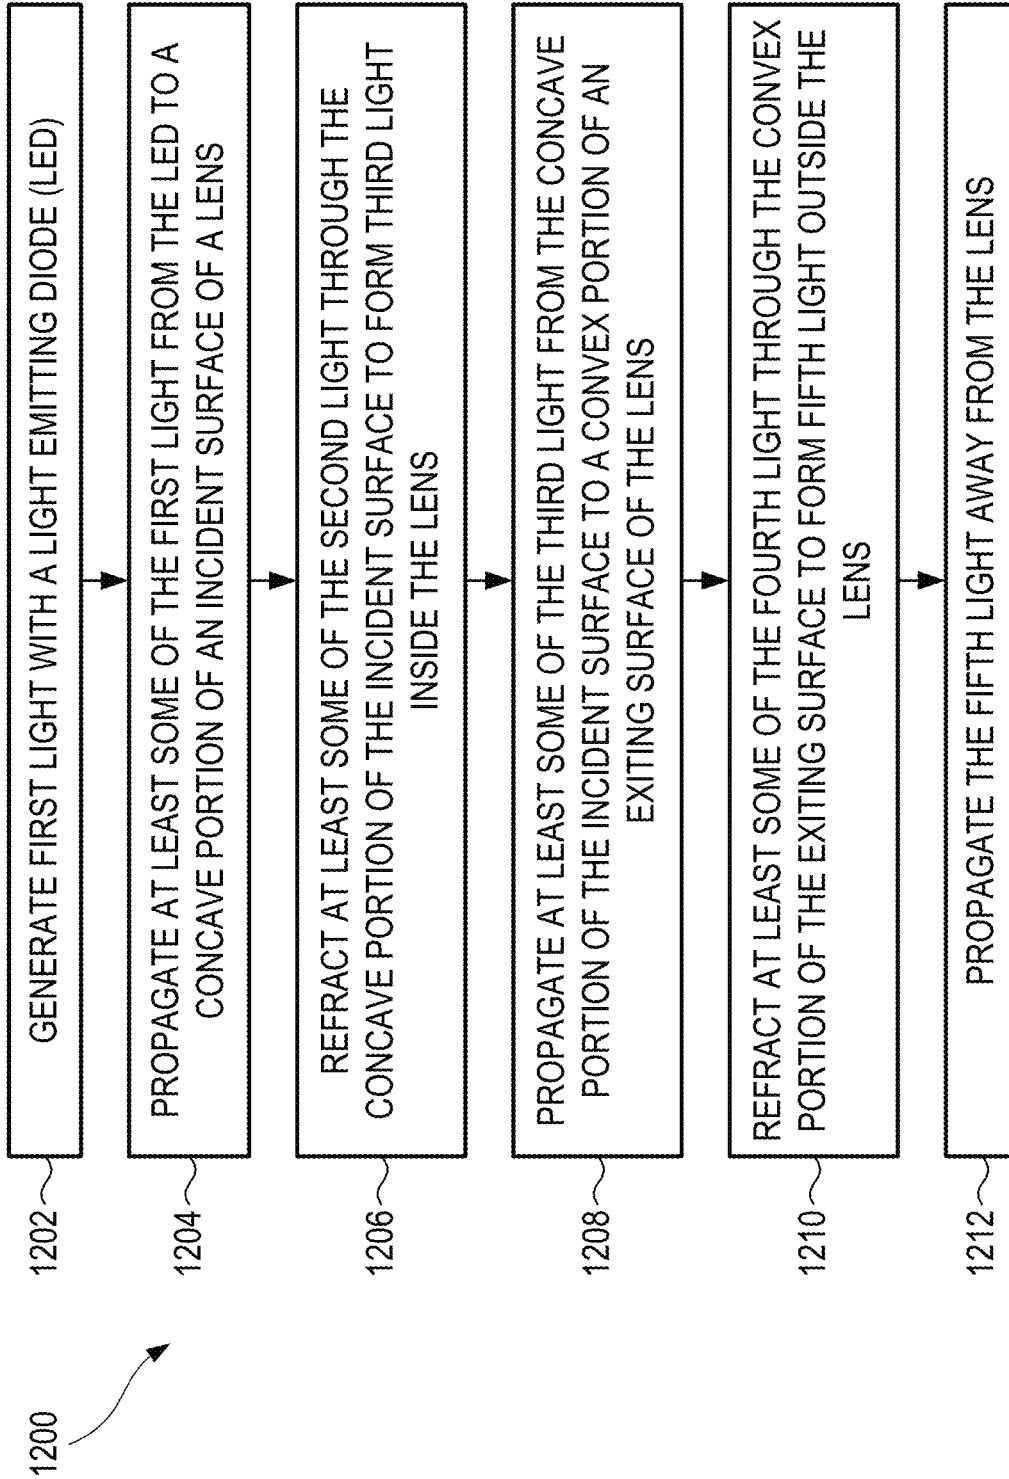 1200
1202
GENERATE FIRST LIGHT WITH A LIGHT EMITTING DIODE (LED)
1204
PROPAGATE AT LEAST SOME OF THE FIRST LIGHT FROM THE LED TO A
CONCAVE PORTION OF AN INCIDENT SURFACE OF A LENS
1206
REFRACT AT LEAST SOME OF THE SECOND LIGHT THROUGH THE
CONCAVE PORTION OF THE INCIDENT SURFACE TO FORM THIRD LIGHT
INSIDE THE LENS
1208
PROPAGATE AT LEAST SOME OF THE THIRD LIGHT FROM THE CONCAVE
PORTION OF THE INCIDENT SURFACE TO A CONVEX PORTION OF AN
EXITING SURFACE OF THE LENS
1210
REFRACT AT LEAST SOME OF THE FOURTH LIGHT THROUGH THE CONVEX
PORTION OF THE EXITING SURFACE TO FORM FIFTH LIGHT OUTSIDE THE
LENS
1212
PROPAGATE THE FIFTH LIGHT AWAY FROM THE LENS